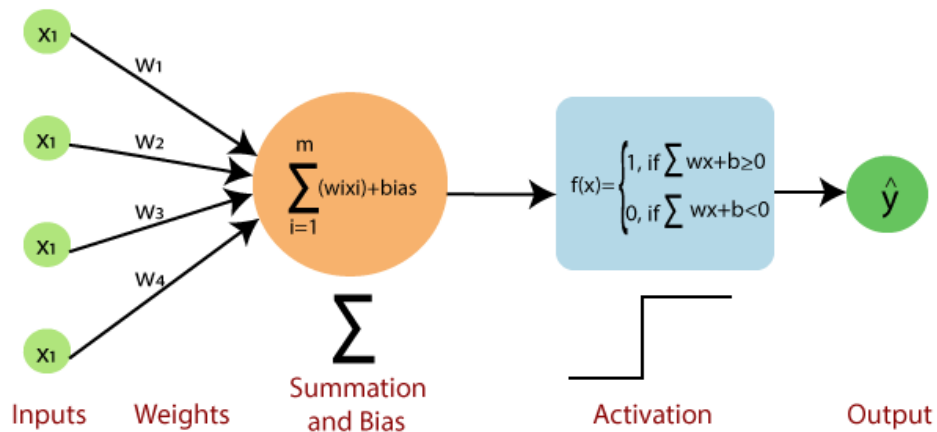 x₁
x₁
x₁
x₁
w₁
w₂
w₃
w₄
m
∑(wixi)+bias
i=1
f(x)={1, if ∑ wx+b≥0
0, if ∑ wx+b<0
ŷ
∑
Inputs
Weights
Summation
and Bias
Activation
Output